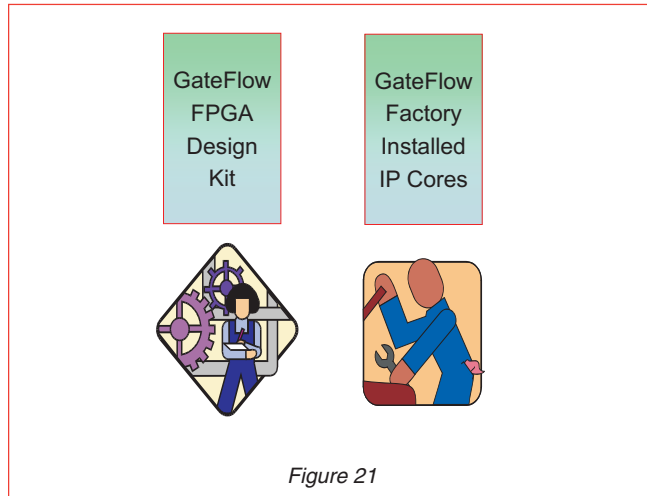 GateFlow
FPGA
Design
Kit
GateFlow
Factory
Installed
IP Cores
Figure 21